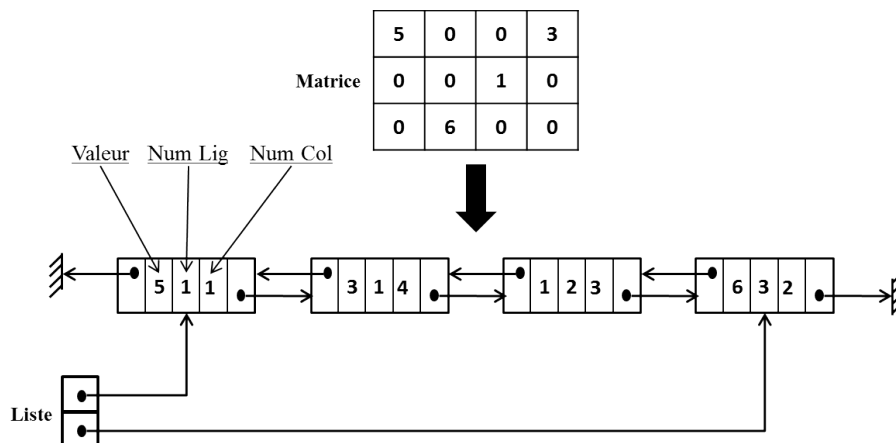 5 0 0 3
Matrice 0 0 1 0
0 6 0 0
Valeur Num Lig Num Col
5 1 1 3 1 4 1 2 3 6 3 2
Liste